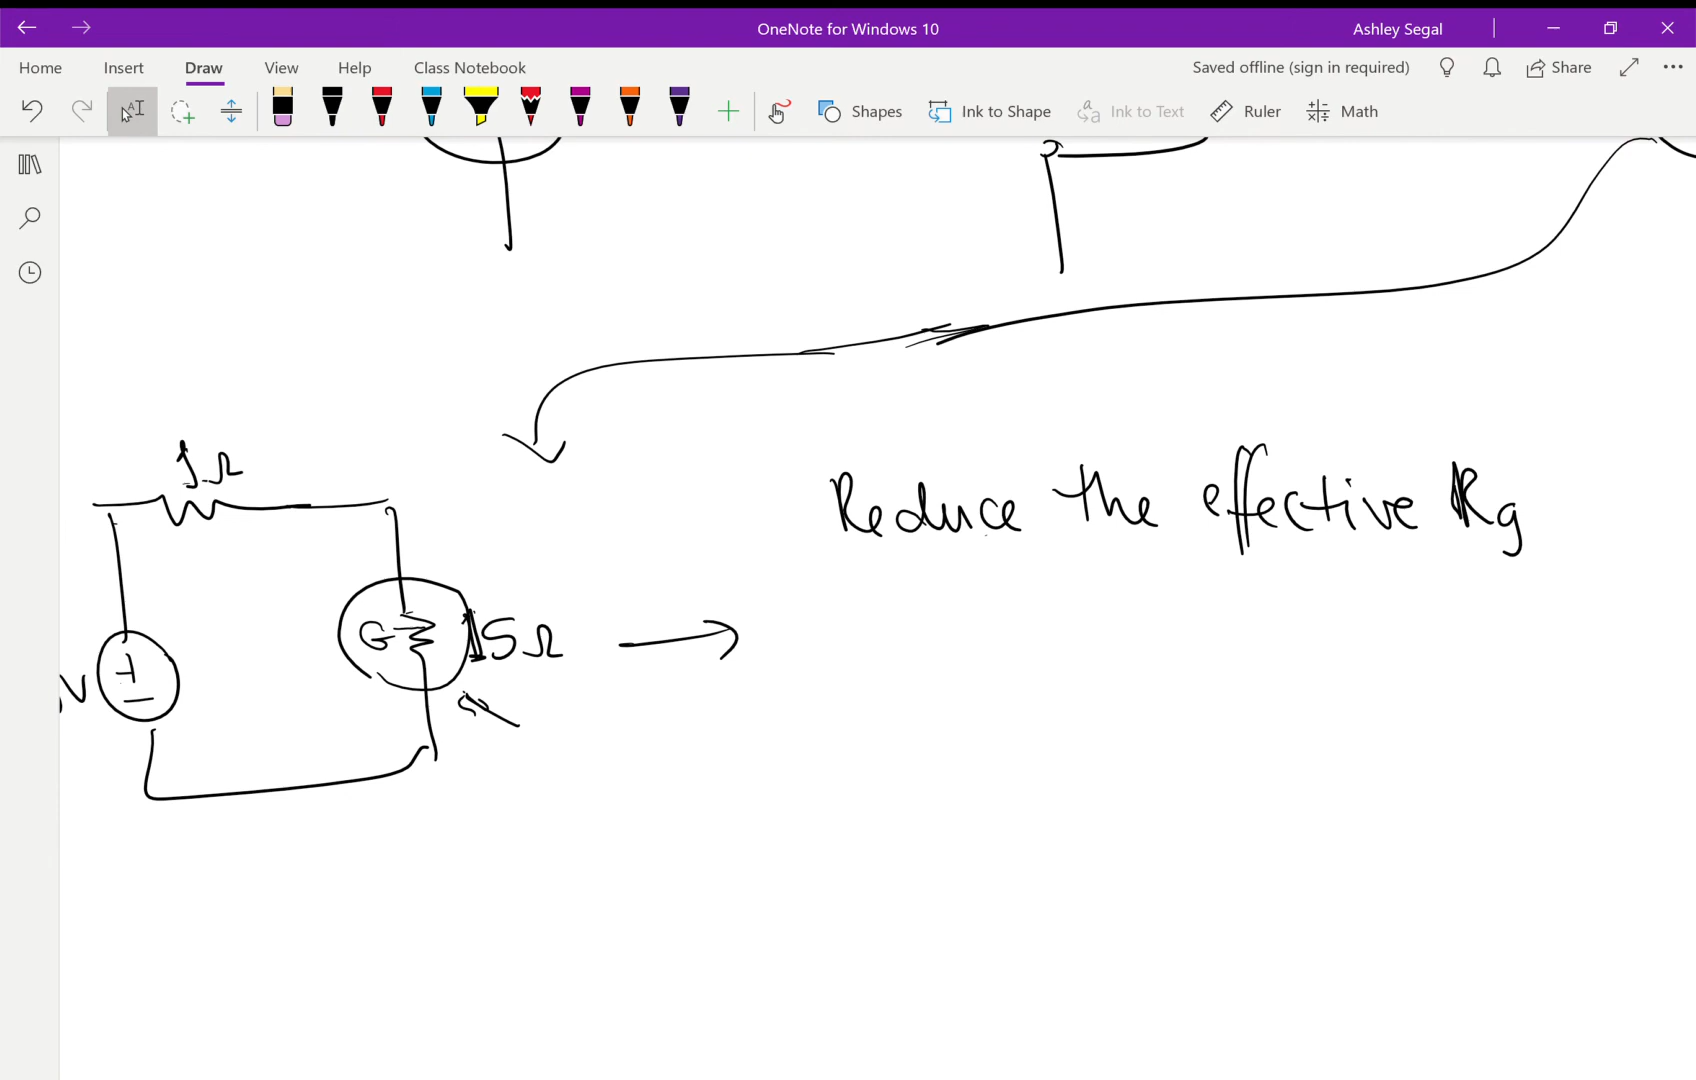 OneNote for Windows 10
Ashley Segal
Home Insert Draw View Help Class Notebook
Saved offline (sign in required) Share
Shapes Ink to Shape Ink to Text Ruler Math
1Ω
Reduce the effective Rg
G 15Ω
V +